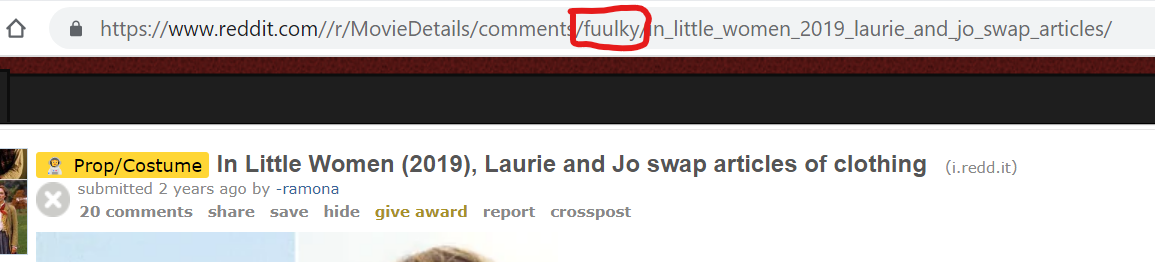 https://www.reddit.com//r/MovieDetails/comments/fuulky/in_little_women_2019_laurie_and_jo_swap_articles/
Prop/Costume In Little Women (2019), Laurie and Jo swap articles of clothing (i.redd.it)
submitted 2 years ago by -ramona
20 comments share save hide give award report crosspost